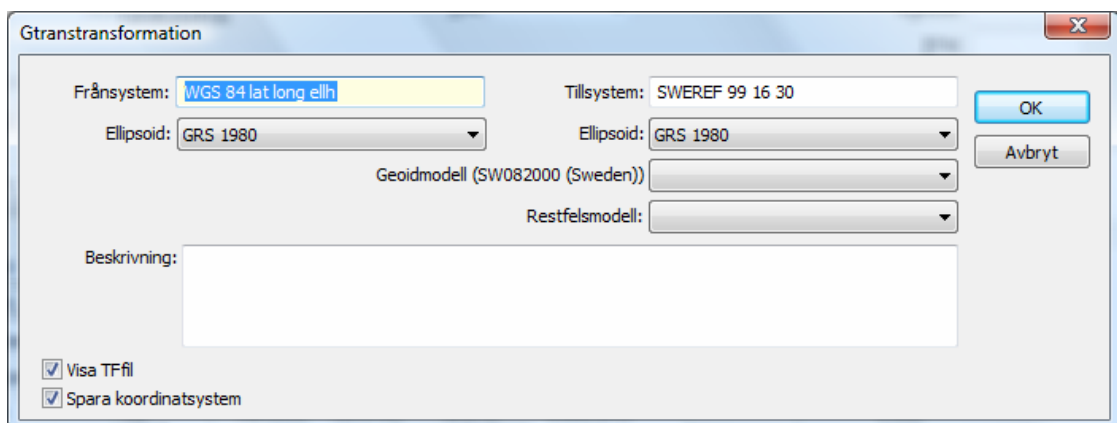 Gtranstransformation
Frånsystem: WGS 84 lat long ellh Tillsystem: SWEREF 99 16 30 OK
Ellipsoid: GRS 1980 Ellipsoid: GRS 1980 Avbryt
Geoidmodell (SW082000 (Sweden))
Restfelsmodell:
Beskrivning:
Visa TFfil
Spara koordinatsystem